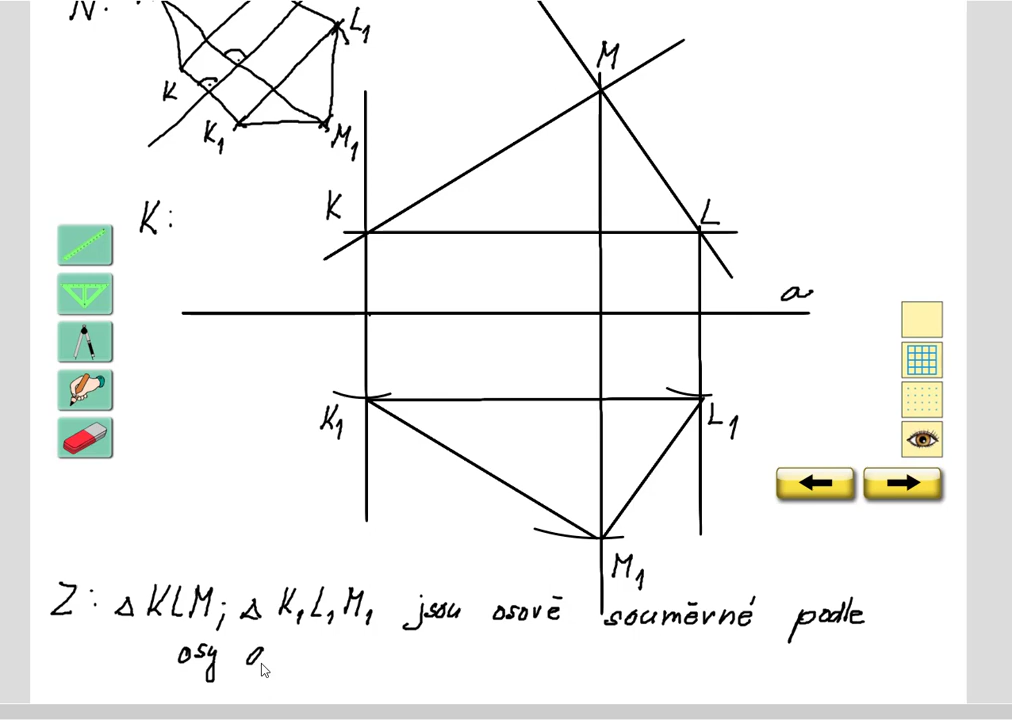 N:
L₁
K
K₁
M₁
M
K
L
K:
a
K₁
L₁
M₁
Z: △ KLM; △ K₁L₁M₁ jsou osově souměrné podle
osy a